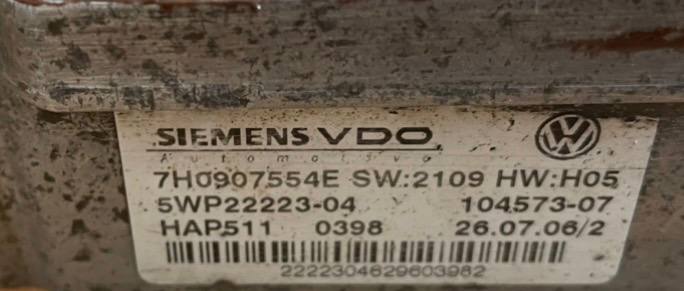 SIEMENS VDO
Automotive
7H0907554E SW:2109 HW:H05
5WP22223-04 104573-07
HAP511 0398 26.07.06/2
2222304629603982